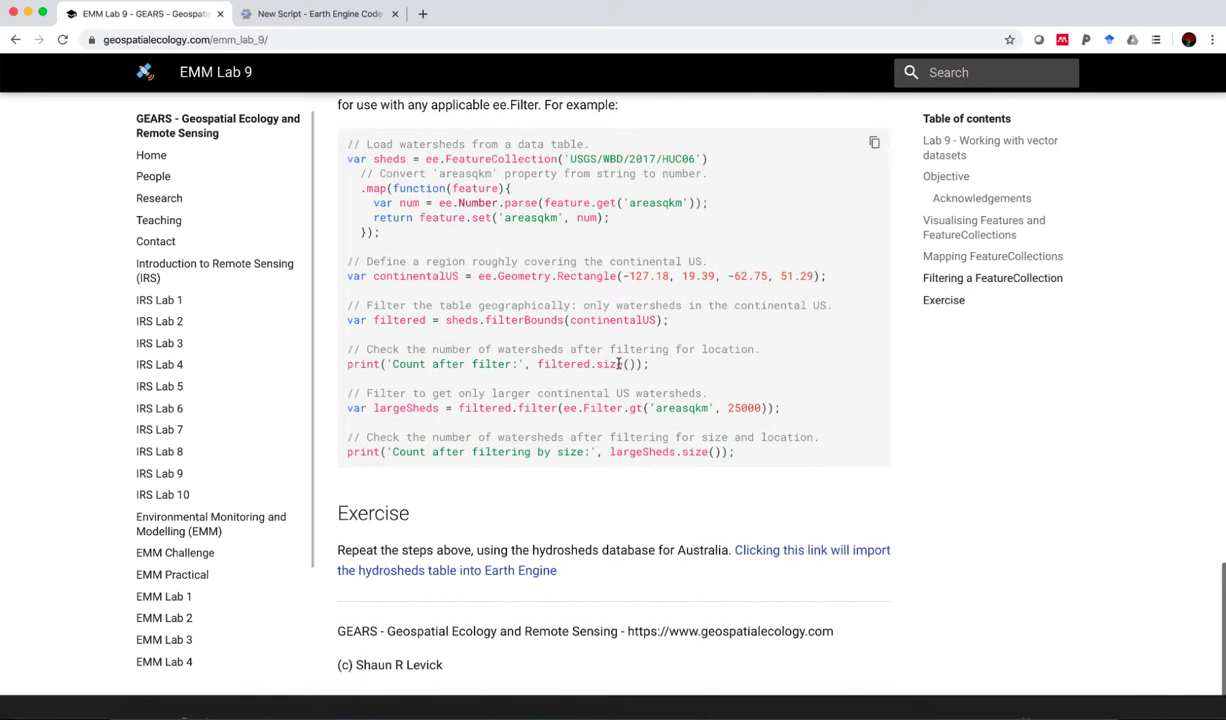 EMM Lab 9 - GEARS - Geospatic
New Script - Earth Engine Code
geospatialecology.com/emm_lab_9/
EMM Lab 9
Search
GEARS - Geospatial Ecology and
Remote Sensing
Home
People
Research
Teaching
Contact
Introduction to Remote Sensing
(IRS)
IRS Lab 1
IRS Lab 2
IRS Lab 3
IRS Lab 4
IRS Lab 5
IRS Lab 6
IRS Lab 7
IRS Lab 8
IRS Lab 9
IRS Lab 10
Environmental Monitoring and
Modelling (EMM)
EMM Challenge
EMM Practical
EMM Lab 1
EMM Lab 2
EMM Lab 3
EMM Lab 4
for use with any applicable ee.Filter. For example:
// Load watersheds from a data table.
var sheds = ee.FeatureCollection('USGS/WBD/2017/HUC06')
// Convert 'areasqkm' property from string to number.
.map(function(feature){
var num = ee.Number.parse(feature.get('areasqkm'));
return feature.set('areasqkm', num);
});
// Define a region roughly covering the continental US.
var continentalUS = ee.Geometry.Rectangle(-127.18, 19.39, -62.75, 51.29);
// Filter the table geographically: only watersheds in the continental US.
var filtered = sheds.filterBounds(continentalUS);
// Check the number of watersheds after filtering for location.
print('Count after filter:', filtered.size());
// Filter to get only larger continental US watersheds.
var largeSheds = filtered.filter(ee.Filter.gt('areasqkm', 25000));
// Check the number of watersheds after filtering for size and location.
print('Count after filtering by size:', largeSheds.size());
Exercise
Repeat the steps above, using the hydrosheds database for Australia. Clicking this link will import
the hydrosheds table into Earth Engine
GEARS - Geospatial Ecology and Remote Sensing - https://www.geospatialecology.com
(c) Shaun R Levick
Table of contents
Lab 9 - Working with vector
datasets
Objective
Acknowledgements
Visualising Features and
FeatureCollections
Mapping FeatureCollections
Filtering a FeatureCollection
Exercise